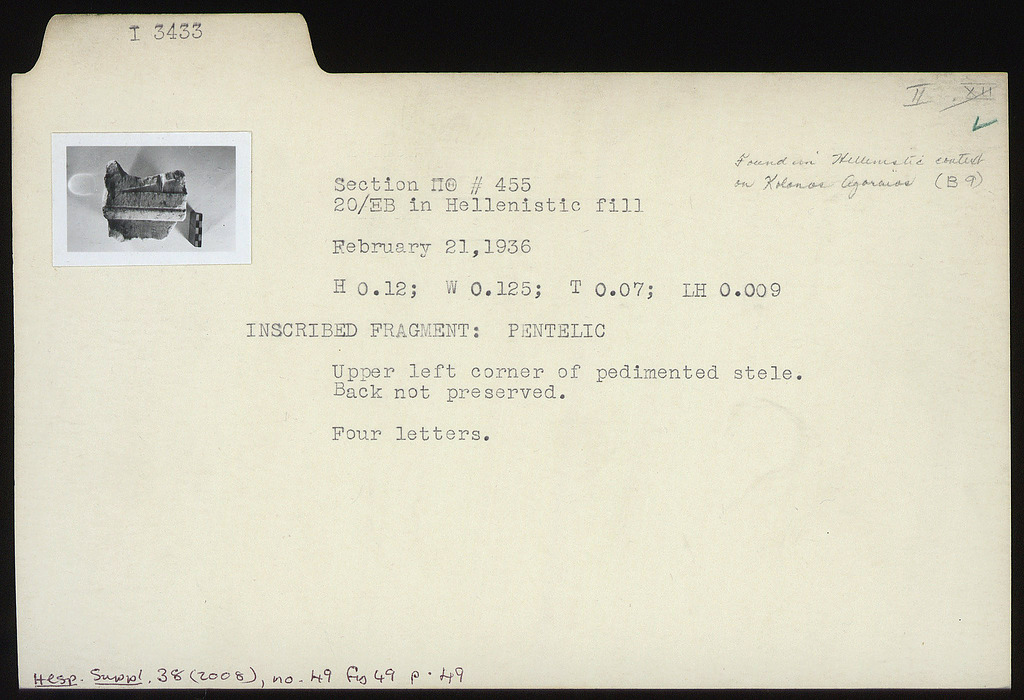 I 3433
II . XII
Found in Hellenistic context
on Kolonos Agoraios (B 9)
Section ΠΘ # 455
20/ΞB in Hellenistic fill
February 21,1936
H 0.12; W 0.125; T 0.07; LH 0.009
INSCRIBED FRAGMENT: PENTELIC
Upper left corner of pedimented stele.
Back not preserved.
Four letters.
Hesp. Suppl. 38 (2008), no. 49 fig 49 p. 49